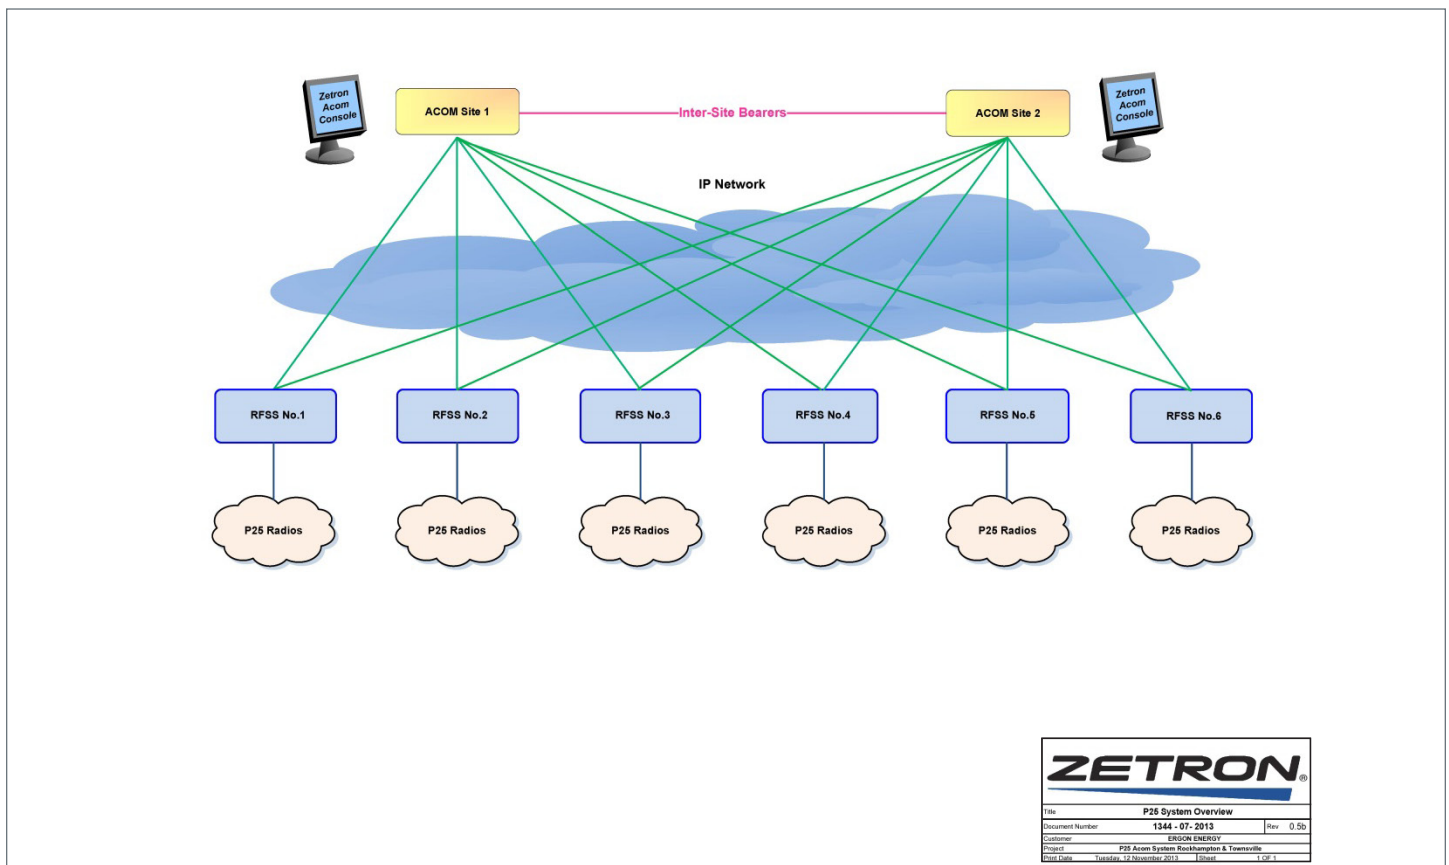 Zetron
Acom
Console
ACOM Site 1
Inter-Site Bearers
ACOM Site 2
Zetron
Acom
Console
IP Network
RFSS No.1
RFSS No.2
RFSS No.3
RFSS No.4
RFSS No.5
RFSS No.6
P25 Radios
P25 Radios
P25 Radios
P25 Radios
P25 Radios
P25 Radios
ZETRON®
Title P25 System Overview
Document Number 1344 - 07- 2013 Rev 0.5b
Customer ERGON ENERGY
Project P25 Acom System Rockhampton & Townsville
Print Date Tuesday, 12 November 2013 Sheet 1 OF 1